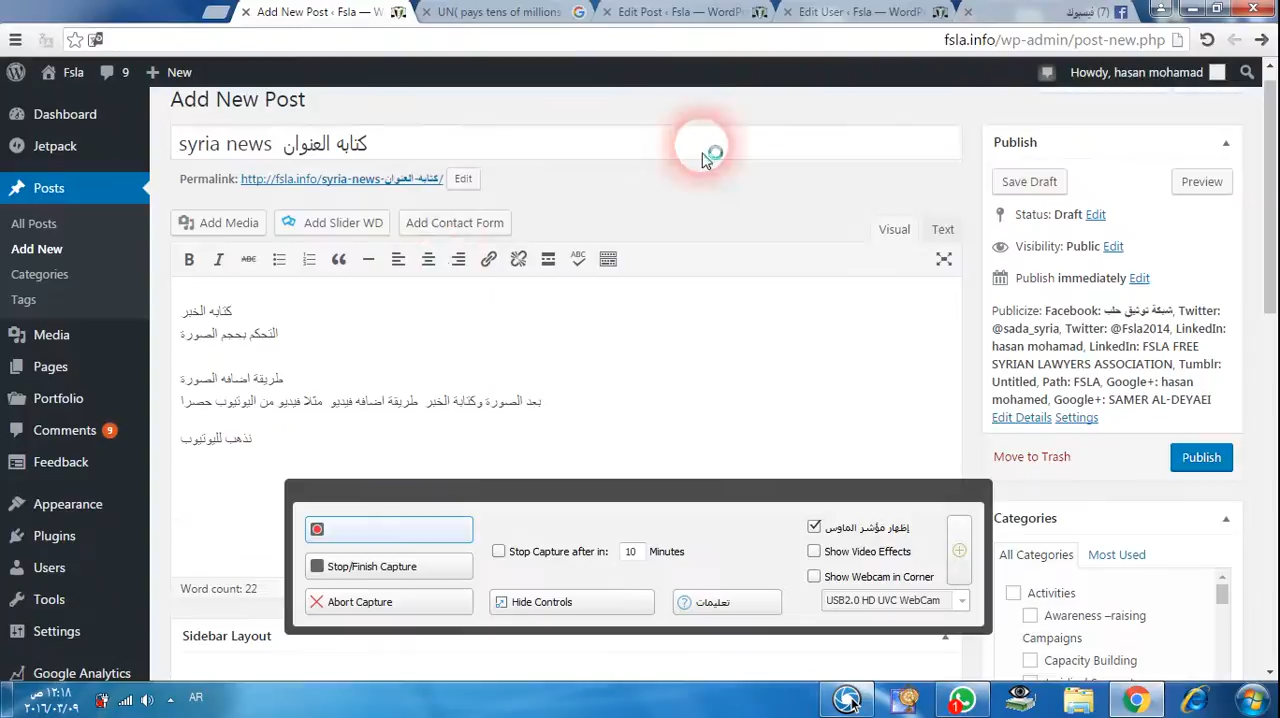 Add New Post ‹ Fsla — W
UN( pays tens of millions
Edit Post ‹ Fsla — WordPr
Edit User ‹ Fsla — WordP
(7) فيسبوك
fsla.info/wp-admin/post-new.php
Fsla
9
New
Howdy, hasan mohamad
Dashboard
Jetpack
Posts
All Posts
Add New
Categories
Tags
Media
Pages
Portfolio
Comments 9
Feedback
Appearance
Plugins
Users
Tools
Settings
Google Analytics
Add New Post
syria news كتابه العنوان
Permalink: http://fsla.info/syria-news-كتابه-العنوان/ Edit
Add Media
Add Slider WD
Add Contact Form
Visual
Text
B I ABC
ABC
كتابه الخبر
التحكم بحجم الصورة
طريقة اضافه الصورة
بعد الصورة وكتابة الخبر طريقة اضافه فيديو مثلا فيديو من اليوتيوب حصرا
نذهب لليوتيوب
Word count: 22
Sidebar Layout
Publish
Save Draft
Preview
Status: Draft Edit
Visibility: Public Edit
Publish immediately Edit
Publicize: Facebook: شبكة توثيق حلب, Twitter:
@sada_syria, Twitter: @Fsla2014, LinkedIn:
hasan mohamad, LinkedIn: FSLA FREE
SYRIAN LAWYERS ASSOCIATION, Tumblr:
Untitled, Path: FSLA, Google+: hasan
mohamed, Google+: SAMER AL-DEYAEI
Edit Details Settings
Move to Trash
Publish
Categories
All Categories
Most Used
Activities
Awareness –raising
Campaigns
Capacity Building
Stop/Finish Capture
Abort Capture
Stop Capture after in: 10 Minutes
Hide Controls
تعليمات
إظهار مؤشر الماوس
Show Video Effects
Show Webcam in Corner
USB2.0 HD UVC WebCam
١٢:١٨ ص
٢٠١٦/٠٣/٠٩
AR
1